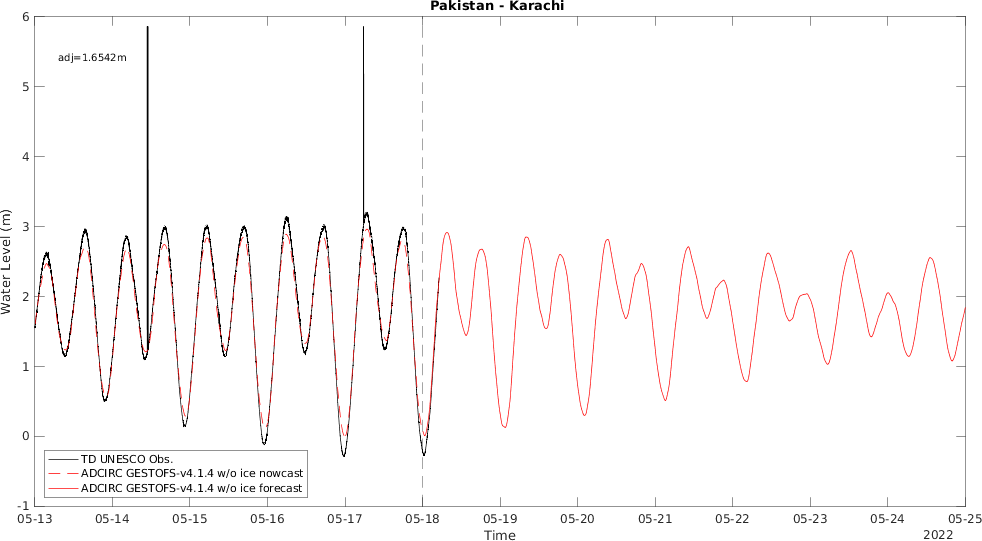 Pakistan - Karachi
6
adj=1.6542m
5
4
3
2
1
0
-1
Water Level (m)
TD UNESCO Obs.
ADCIRC GESTOFS-v4.1.4 w/o ice nowcast
ADCIRC GESTOFS-v4.1.4 w/o ice forecast
05-13 05-14 05-15 05-16 05-17 05-18 05-19 05-20 05-21 05-22 05-23 05-24 05-25
Time
2022